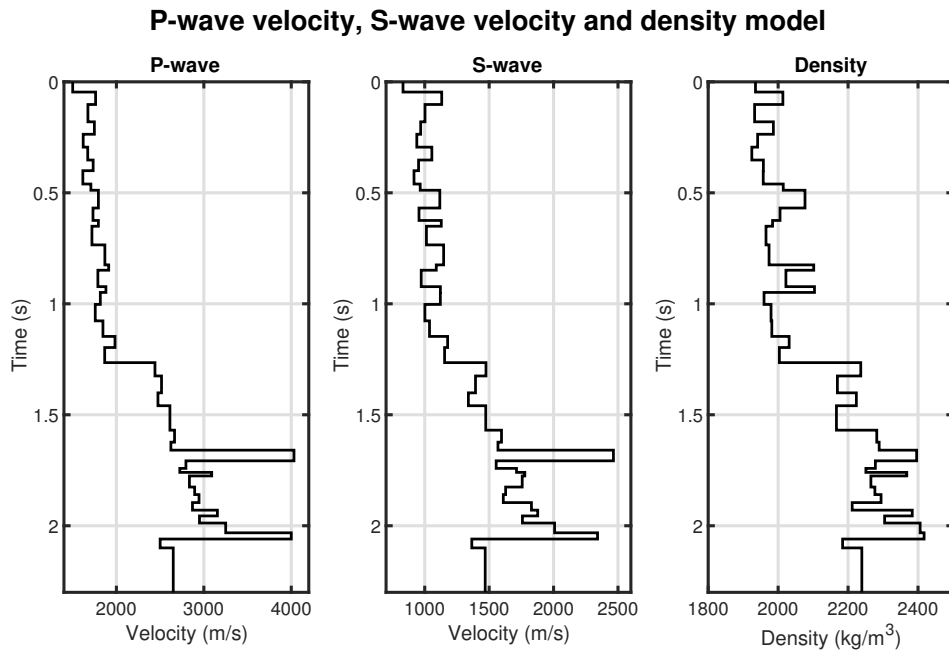 P-wave velocity, S-wave velocity and density model
P-wave
S-wave
Density
0
0.5
1
1.5
2
Time (s)
2000
3000
4000
Velocity (m/s)
0
0.5
1
1.5
2
Time (s)
1000
1500
2000
2500
Velocity (m/s)
0
0.5
1
1.5
2
Time (s)
1800
2000
2200
2400
Density (kg/m³)